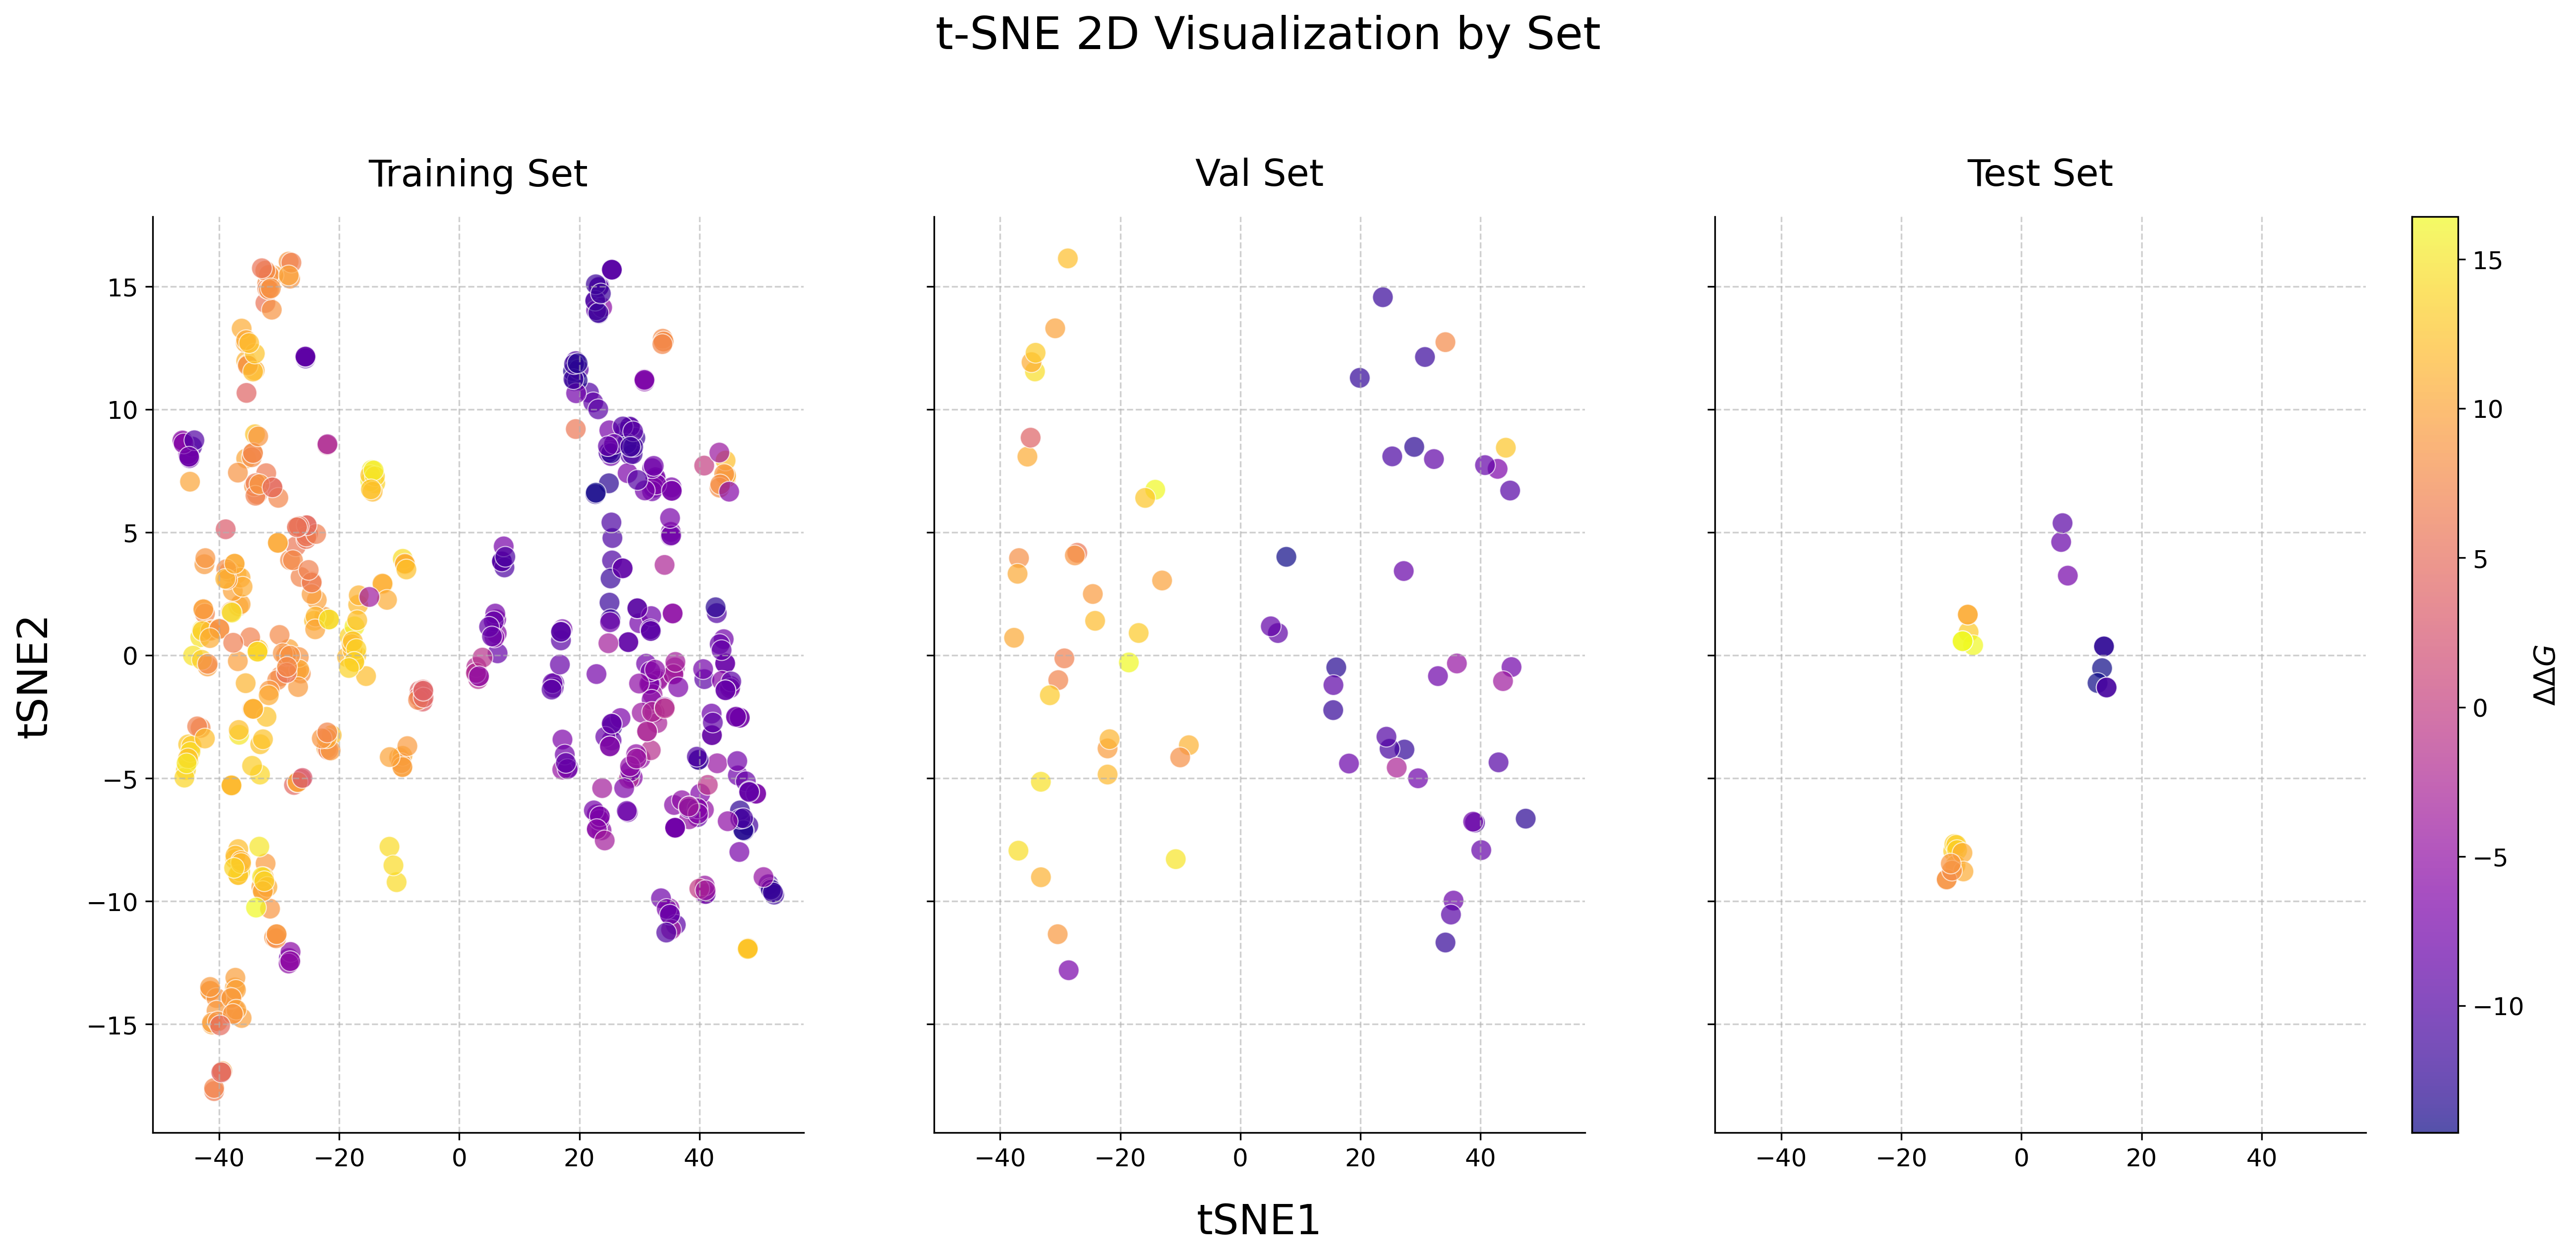 t-SNE 2D Visualization by Set
Training Set
Val Set
Test Set
tSNE2
15
10
5
0
−5
−10
−15
−40 −20 0 20 40
−40 −20 0 20 40
−40 −20 0 20 40
tSNE1
15
10
5
0
−5
−10
ΔΔG